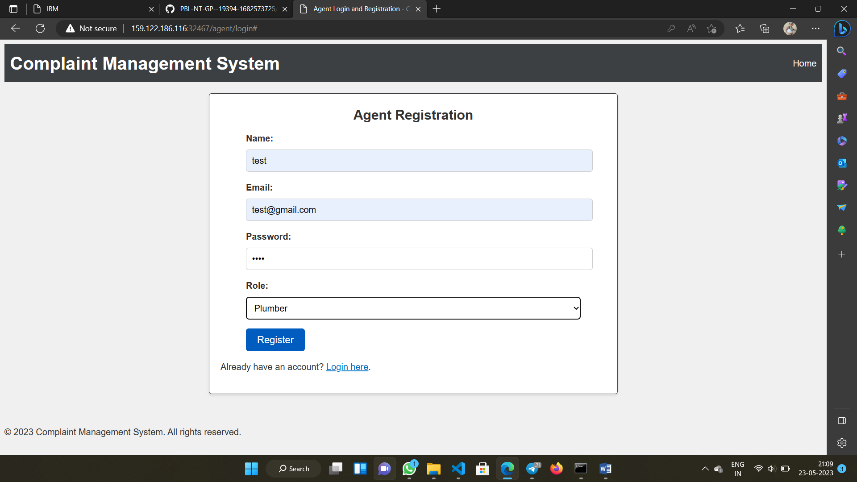 IBM
PBL-NT-GP--19394-1682573725/
Agent Login and Registration - C
Not secure
159.122.186.116:32467/agent/login#
Complaint Management System
Home
Agent Registration
Name:
test
Email:
test@gmail.com
Password:
••••
Role:
Plumber
Register
Already have an account? Login here.
© 2023 Complaint Management System. All rights reserved.
Search
ENG
IN
21:09
23-05-2023